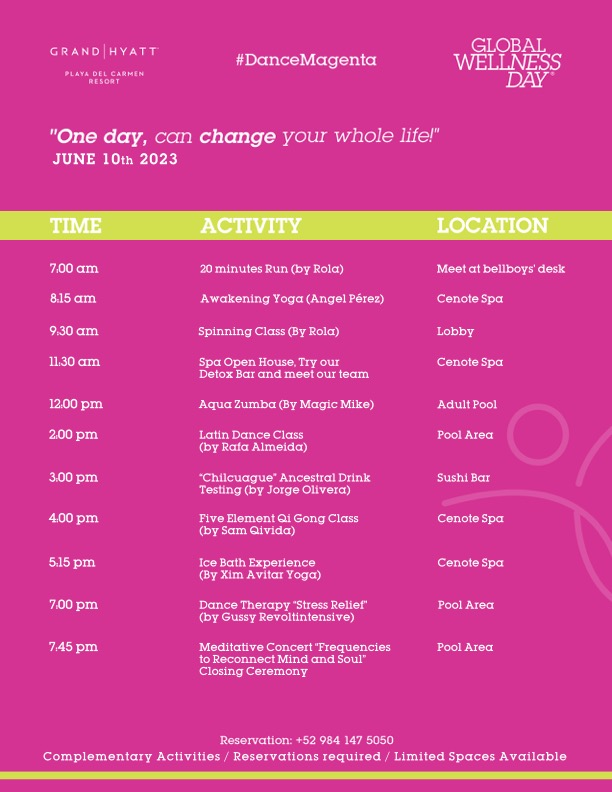 GRAND | HYATT
PLAYA DEL CARMEN
RESORT
#DanceMagenta
GLOBAL
WELLNESS
DAY®
"One day, can change your whole life!"
JUNE 10th 2023
TIME ACTIVITY LOCATION
7:00 am 20 minutes Run (by Rola) Meet at bellboys' desk
8:15 am Awakening Yoga (Angel Pérez) Cenote Spa
9:30 am Spinning Class (By Rola) Lobby
11:30 am Spa Open House, Try our Cenote Spa
Detox Bar and meet our team
12:00 pm Aqua Zumba (By Magic Mike) Adult Pool
2:00 pm Latin Dance Class Pool Area
(by Rafa Almeida)
3:00 pm "Chilcuague" Ancestral Drink Sushi Bar
Testing (by Jorge Olivera)
4:00 pm Five Element Qi Gong Class Cenote Spa
(by Sam Qivida)
5:15 pm Ice Bath Experience Cenote Spa
(By Xim Avitar Yoga)
7:00 pm Dance Therapy "Stress Relief" Pool Area
(by Gussy Revoltintensive)
7:45 pm Meditative Concert "Frequencies Pool Area
to Reconnect Mind and Soul"
Closing Ceremony
Reservation: +52 984 147 5050
Complementary Activities / Reservations required / Limited Spaces Available